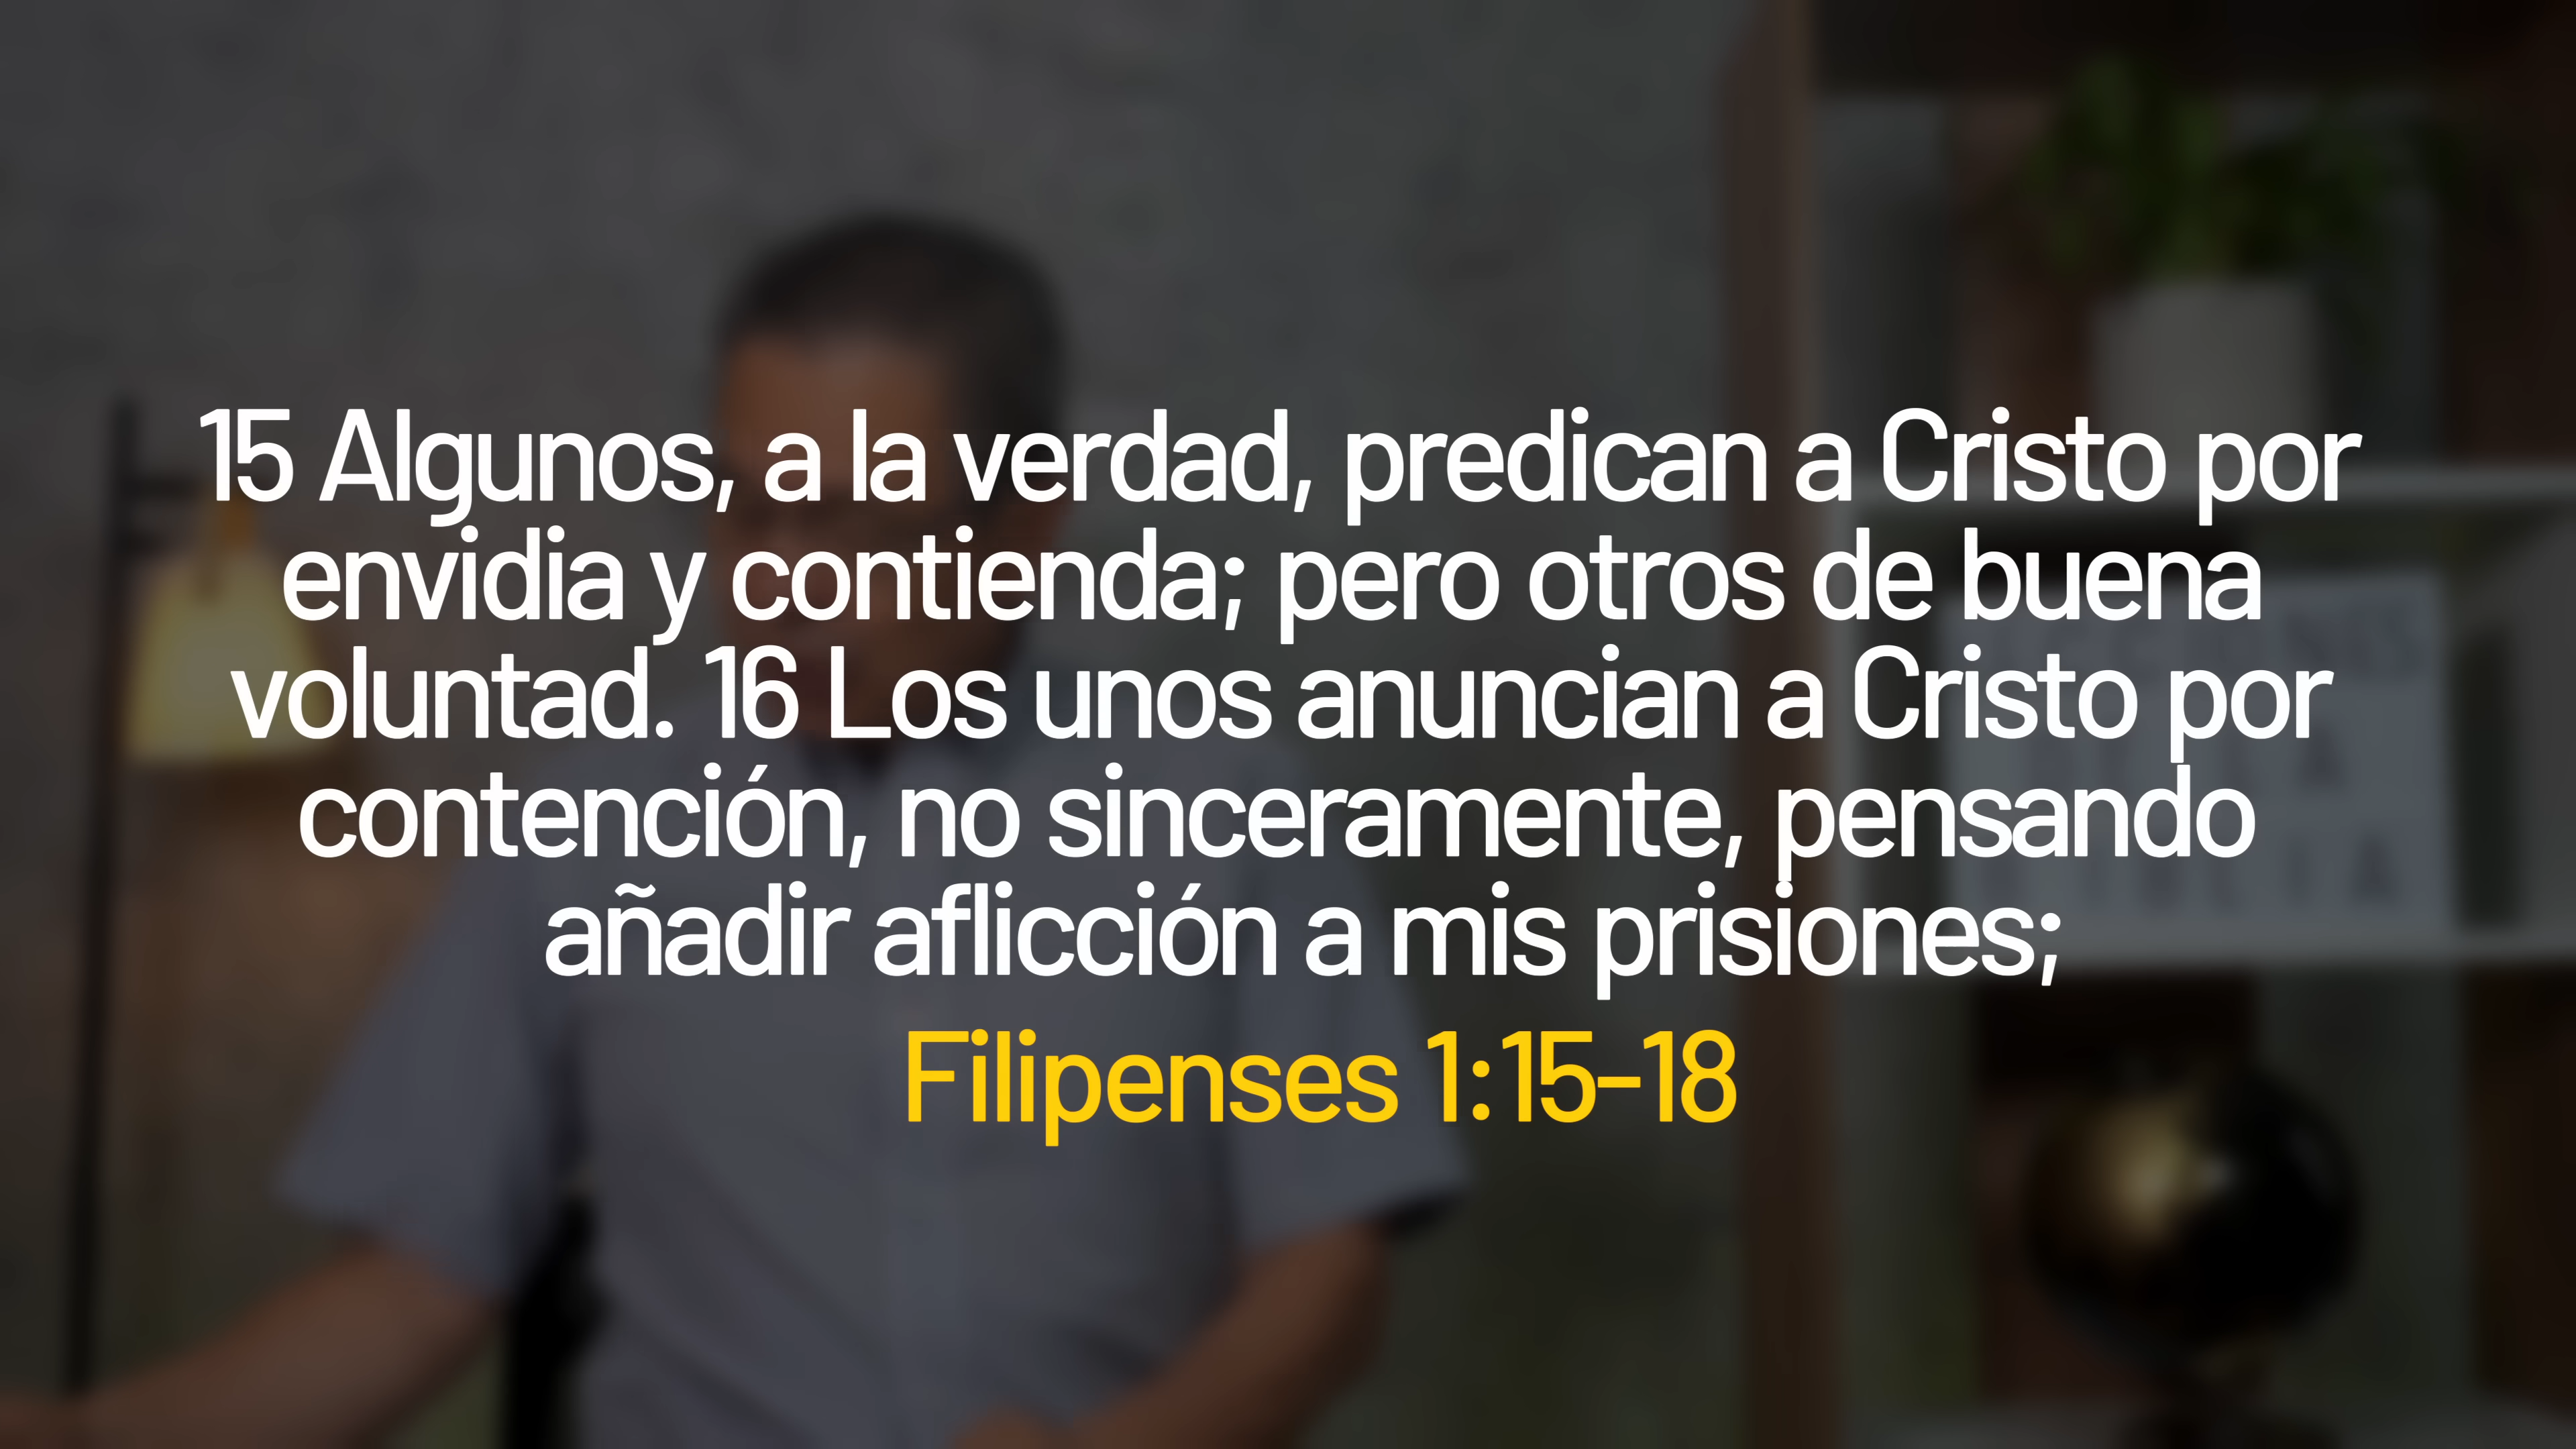 15 Algunos, a la verdad, predican a Cristo por
envidia y contienda; pero otros de buena
voluntad. 16 Los unos anuncian a Cristo por
contención, no sinceramente, pensando
añadir aflicción a mis prisiones;
Filipenses 1:15-18